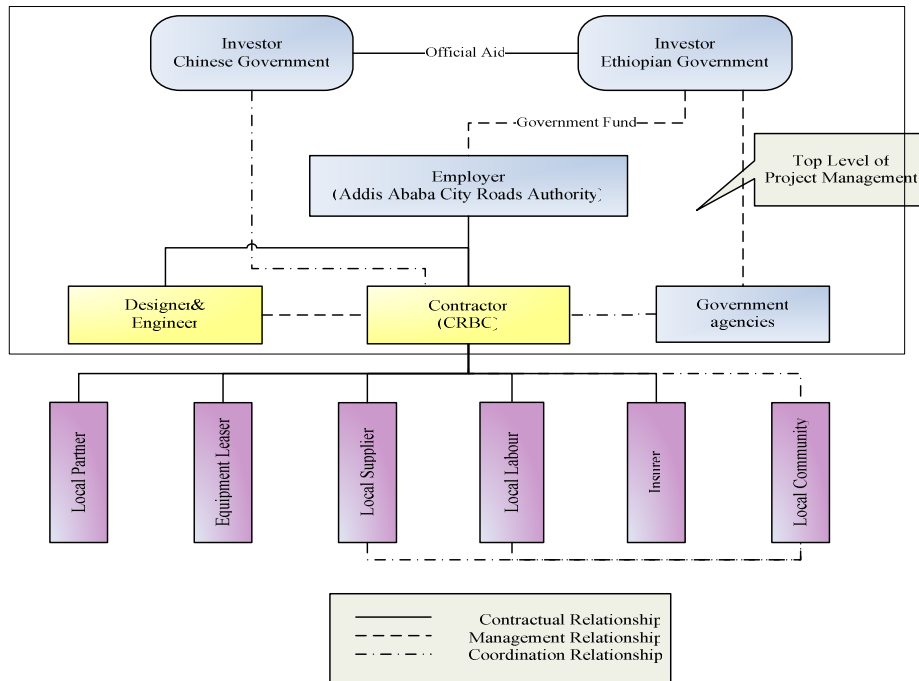 Investor
Chinese Government
Official Aid
Investor
Ethiopian Government
Government Fund
Top Level of
Project Management
Employer
(Addis Ababa City Roads Authority)
Designer&
Engineer
Contractor
(CRBC)
Government
agencies
Local Partner
Equipment Leaser
Local Supplier
Local Labour
Insurer
Local Community
Contractual Relationship
Management Relationship
Coordination Relationship